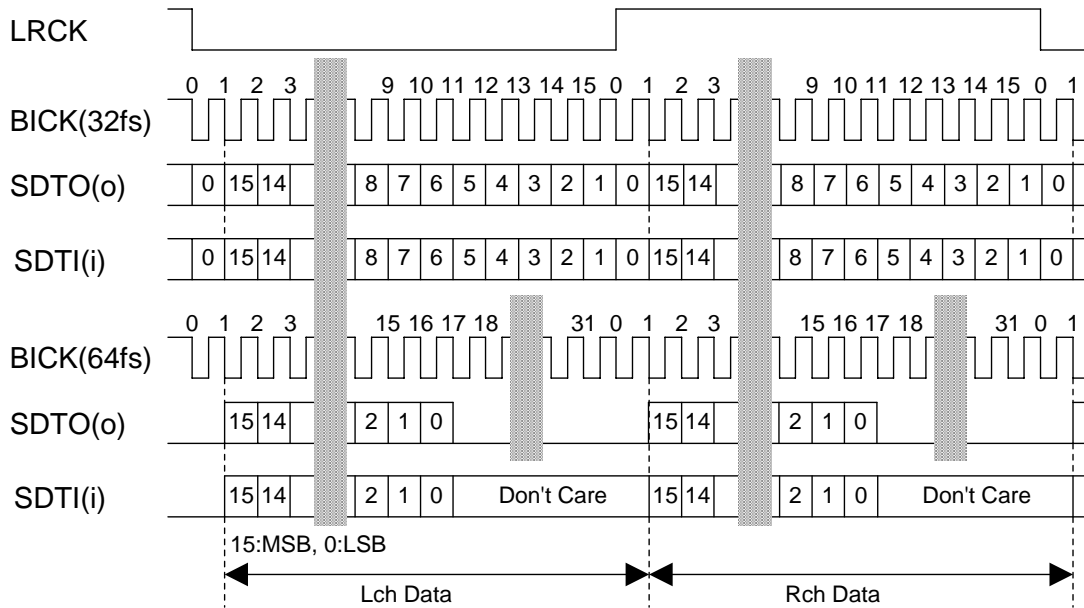 LRCK
0 1 2 3 9 10 11 12 13 14 15 0 1 2 3 9 10 11 12 13 14 15 0 1
BICK(32fs)
SDTO(o) 0 15 14 8 7 6 5 4 3 2 1 0 15 14 8 7 6 5 4 3 2 1 0
SDTI(i) 0 15 14 8 7 6 5 4 3 2 1 0 15 14 8 7 6 5 4 3 2 1 0
0 1 2 3 15 16 17 18 31 0 1 2 3 15 16 17 18 31 0 1
BICK(64fs)
SDTO(o) 15 14 2 1 0 15 14 2 1 0
SDTI(i) 15 14 2 1 0 Don't Care 15 14 2 1 0 Don't Care
15:MSB, 0:LSB
Lch Data Rch Data